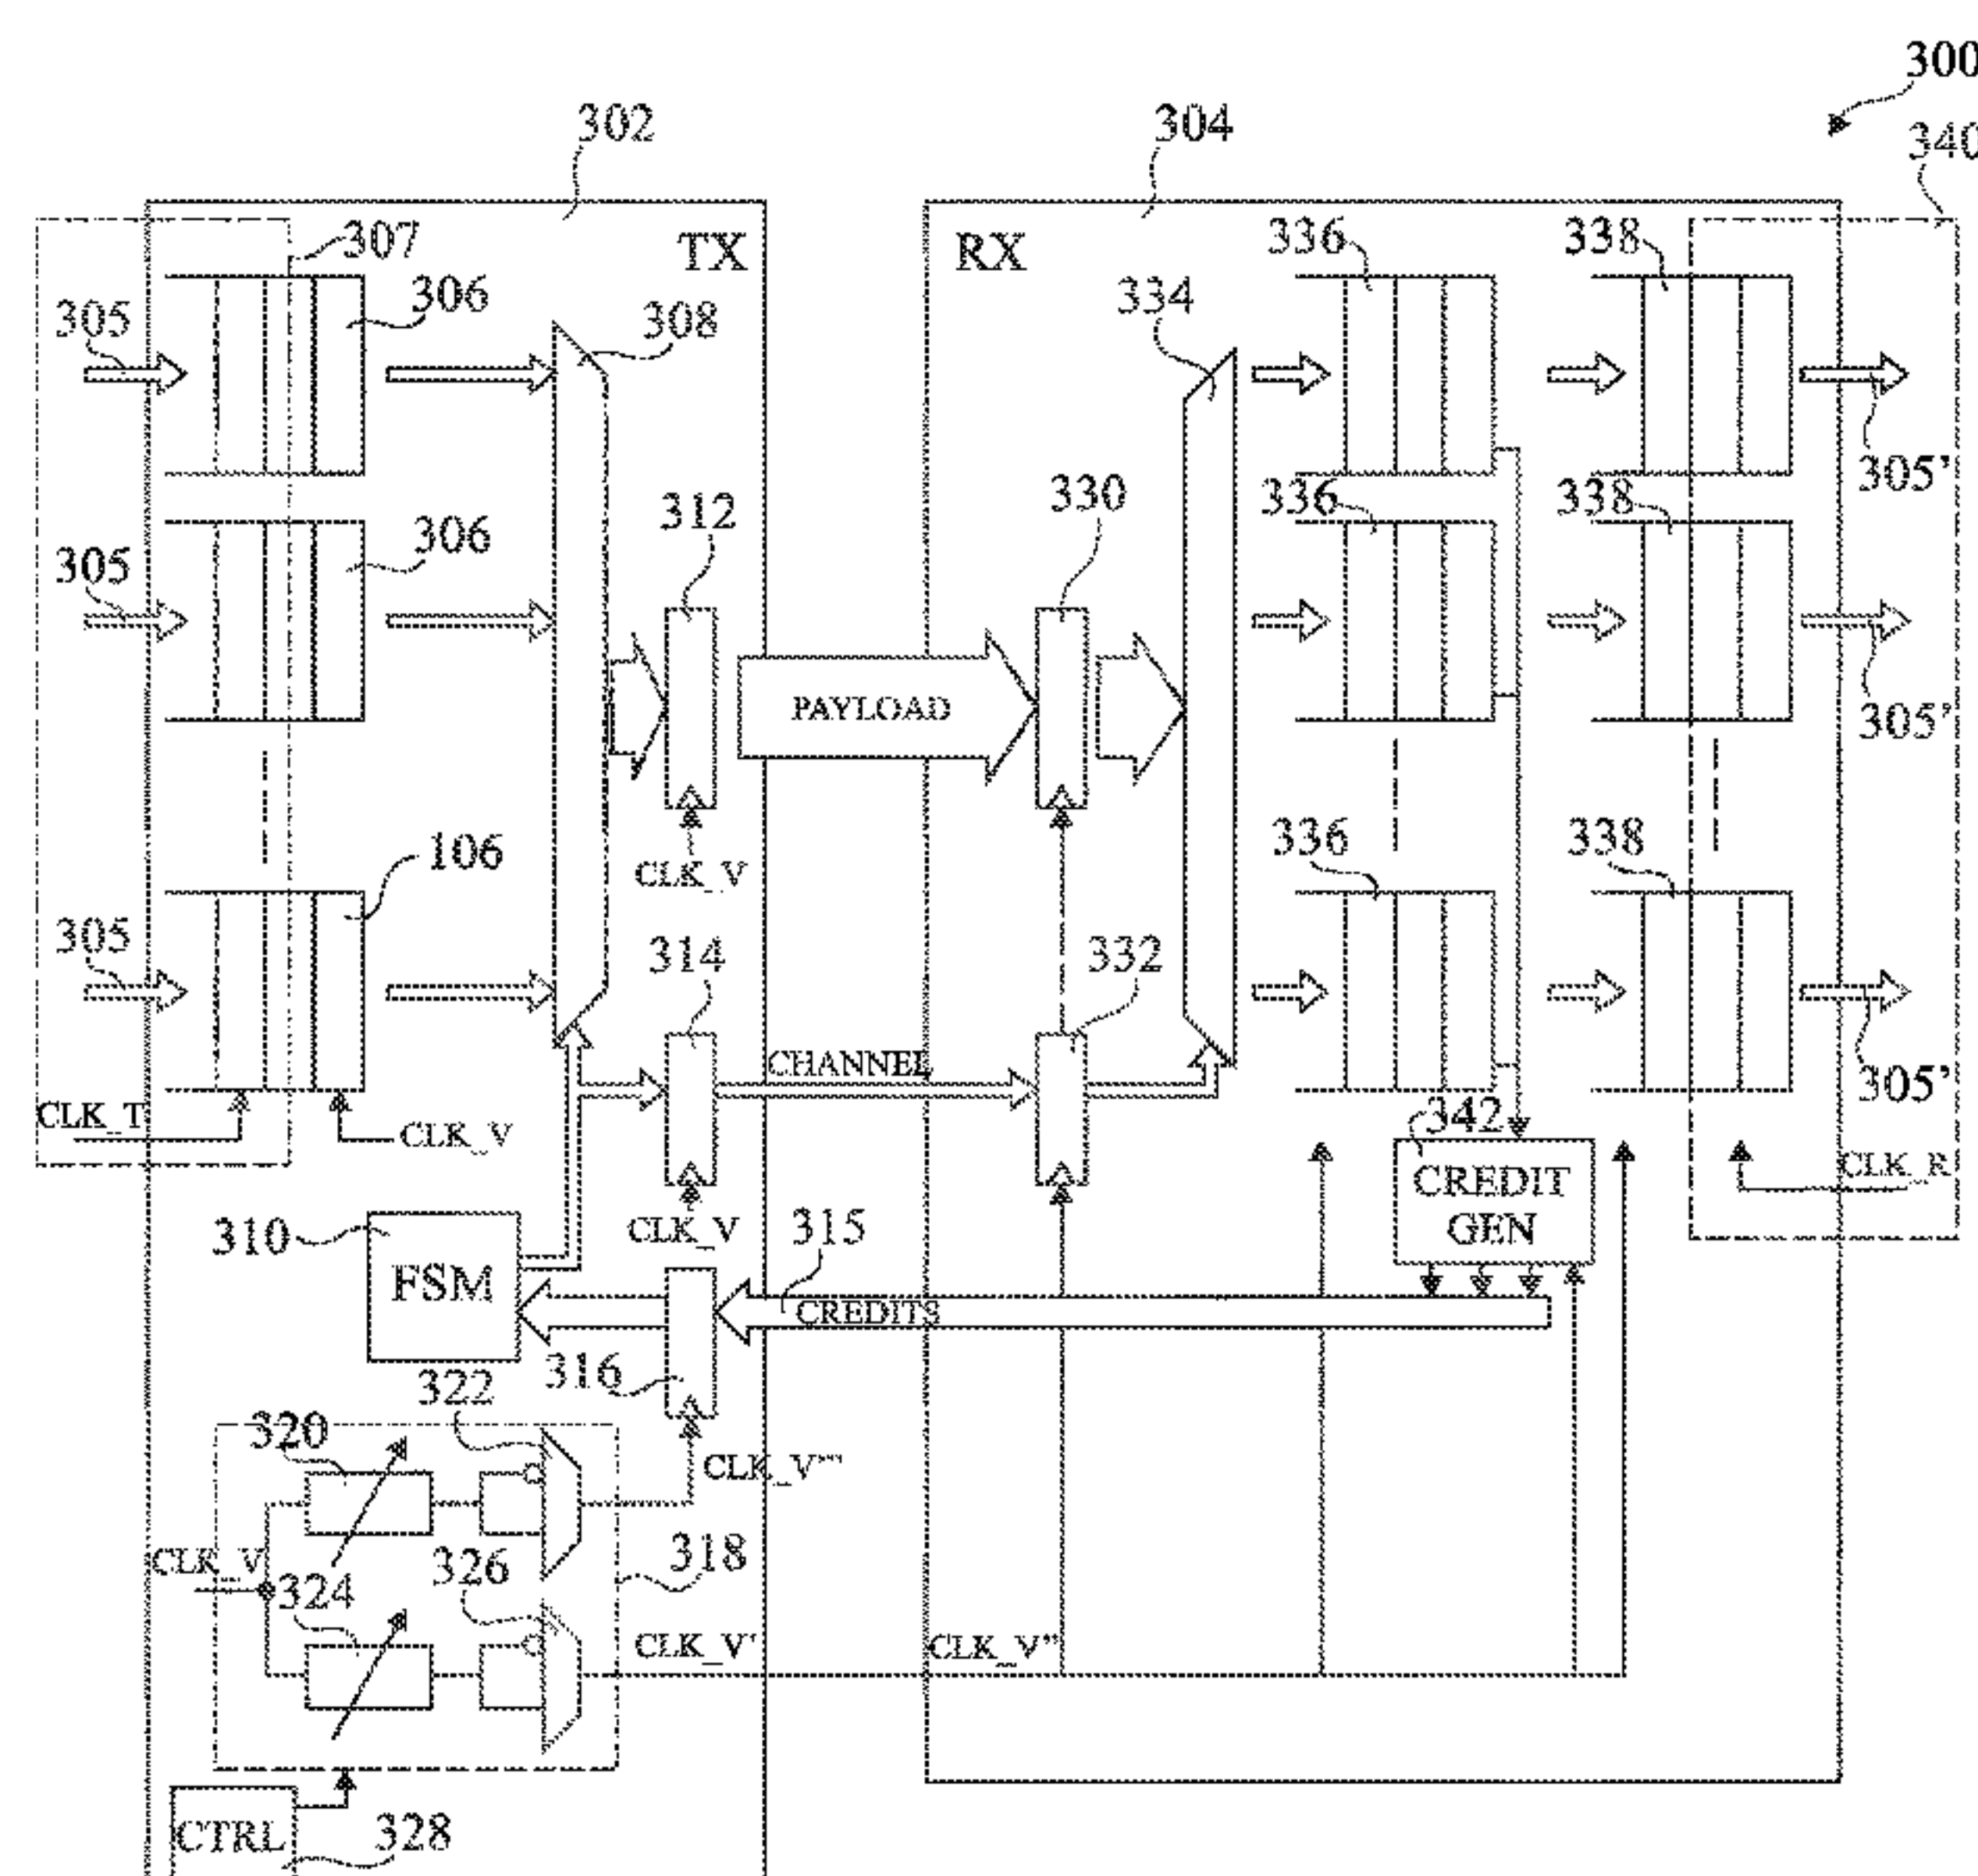 300
302
304
340
307
TX
RX
336
338
305
306
308
334
305'
312
330
336
338
305
306
305'
PAYLOAD
106
CLK_V
336
338
305
314
332
CHANNEL
305'
CLK_T
CLK_V
342
CREDIT
GEN
CLK_R
310
CLK_V
315
FSM
CREDITS
316
322
320
CLK_V'''
CLK_V
318
324
326
CLK_V'
CLK_V''
CTRL
328